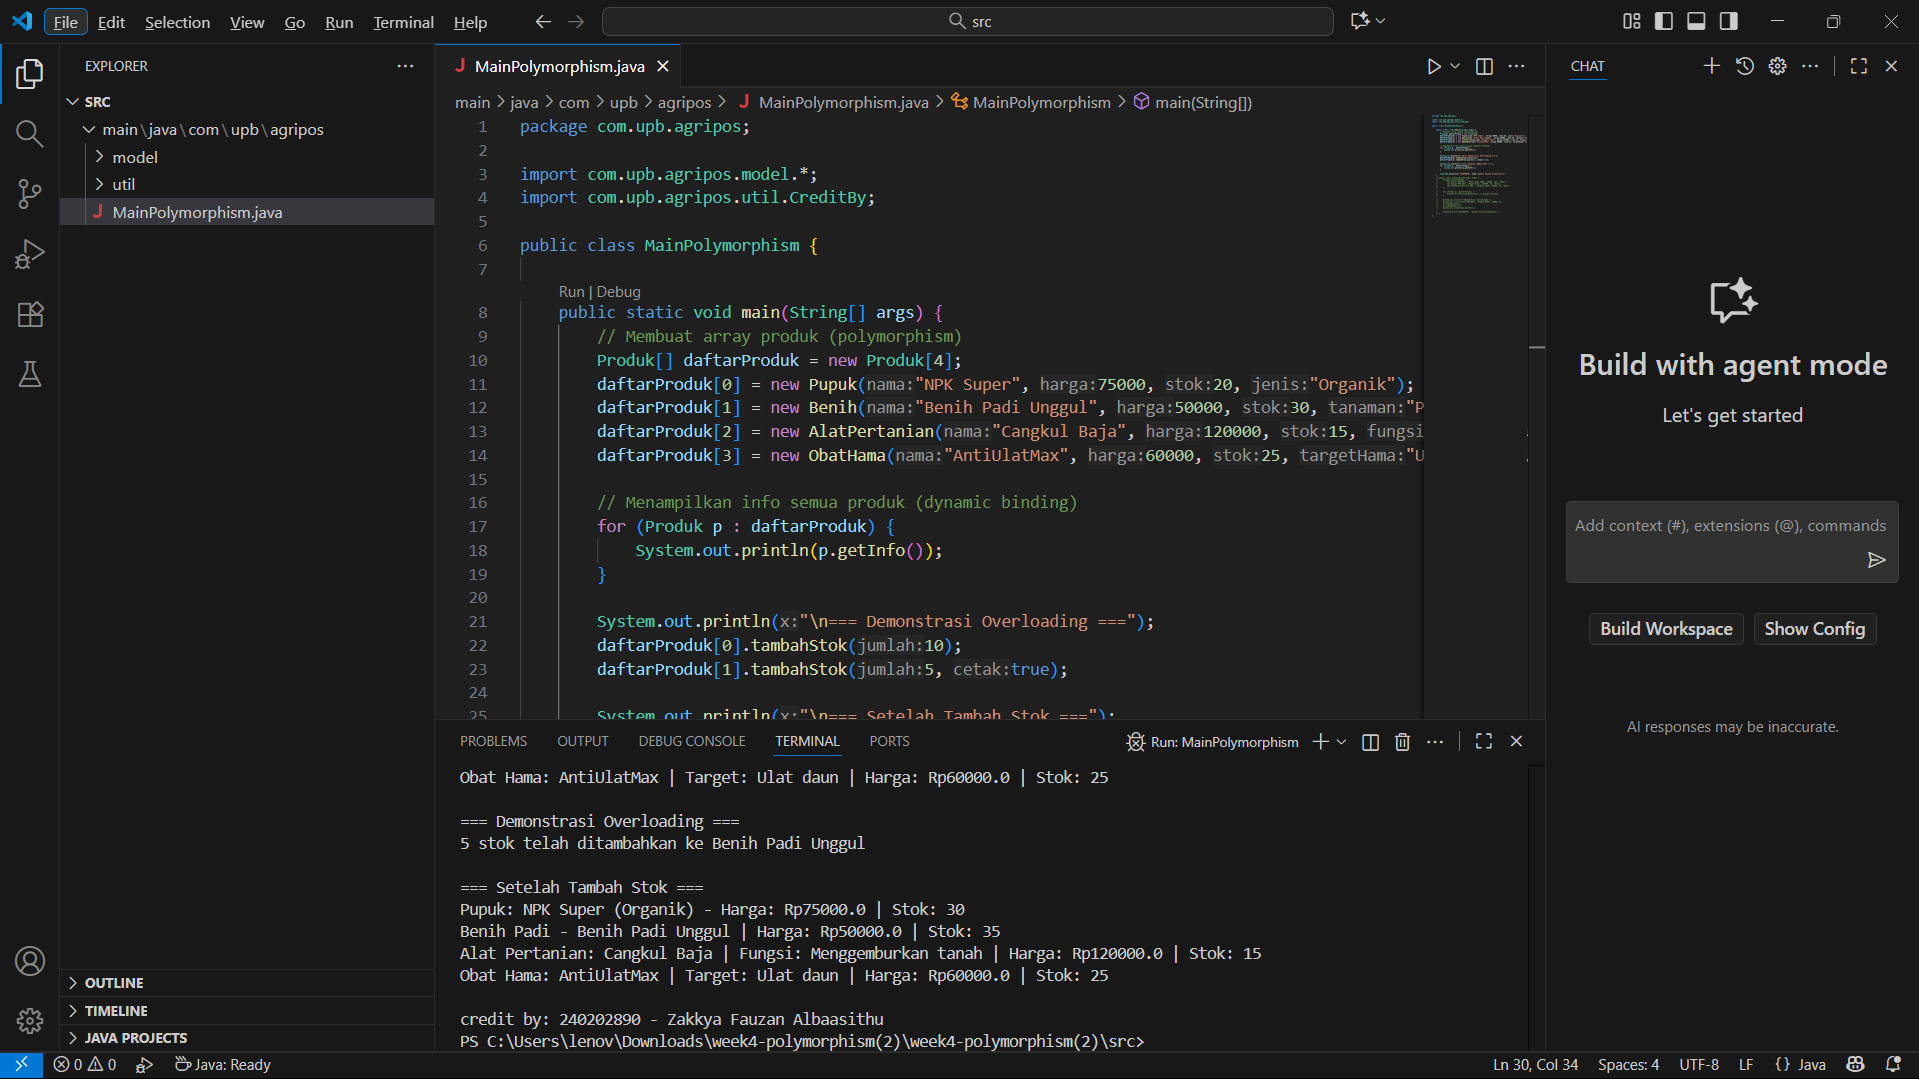 File Edit Selection View Go Run Terminal Help
src
EXPLORER
SRC
main\java\com\upb\agripos
model
util
J MainPolymorphism.java
OUTLINE
TIMELINE
JAVA PROJECTS
J MainPolymorphism.java
main > java > com > upb > agripos > J MainPolymorphism.java > MainPolymorphism > main(String[])
1 package com.upb.agripos;
2
3 import com.upb.agripos.model.*;
4 import com.upb.agripos.util.CreditBy;
5
6 public class MainPolymorphism {
7
Run | Debug
8 public static void main(String[] args) {
9 // Membuat array produk (polymorphism)
10 Produk[] daftarProduk = new Produk[4];
11 daftarProduk[0] = new Pupuk(nama:"NPK Super", harga:75000, stok:20, jenis:"Organik");
12 daftarProduk[1] = new Benih(nama:"Benih Padi Unggul", harga:50000, stok:30, tanaman:"P
13 daftarProduk[2] = new AlatPertanian(nama:"Cangkul Baja", harga:120000, stok:15, fungsi
14 daftarProduk[3] = new ObatHama(nama:"AntiUlatMax", harga:60000, stok:25, targetHama:"U
15
16 // Menampilkan info semua produk (dynamic binding)
17 for (Produk p : daftarProduk) {
18 System.out.println(p.getInfo());
19 }
20
21 System.out.println(x:"\n=== Demonstrasi Overloading ===");
22 daftarProduk[0].tambahStok(jumlah:10);
23 daftarProduk[1].tambahStok(jumlah:5, cetak:true);
24
25 System.out.println(x:"\n=== Setelah Tambah Stok ===");
PROBLEMS OUTPUT DEBUG CONSOLE TERMINAL PORTS
Run: MainPolymorphism
Obat Hama: AntiUlatMax | Target: Ulat daun | Harga: Rp60000.0 | Stok: 25
=== Demonstrasi Overloading ===
5 stok telah ditambahkan ke Benih Padi Unggul
=== Setelah Tambah Stok ===
Pupuk: NPK Super (Organik) - Harga: Rp75000.0 | Stok: 30
Benih Padi - Benih Padi Unggul | Harga: Rp50000.0 | Stok: 35
Alat Pertanian: Cangkul Baja | Fungsi: Menggemburkan tanah | Harga: Rp120000.0 | Stok: 15
Obat Hama: AntiUlatMax | Target: Ulat daun | Harga: Rp60000.0 | Stok: 25
credit by: 240202890 - Zakkya Fauzan Albaasithu
PS C:\Users\lenov\Downloads\week4-polymorphism(2)\week4-polymorphism(2)\src>
CHAT
Build with agent mode
Let's get started
Add context (#), extensions (@), commands
Build Workspace
Show Config
AI responses may be inaccurate.
0 0
Java: Ready
Ln 30, Col 34 Spaces: 4 UTF-8 LF {} Java